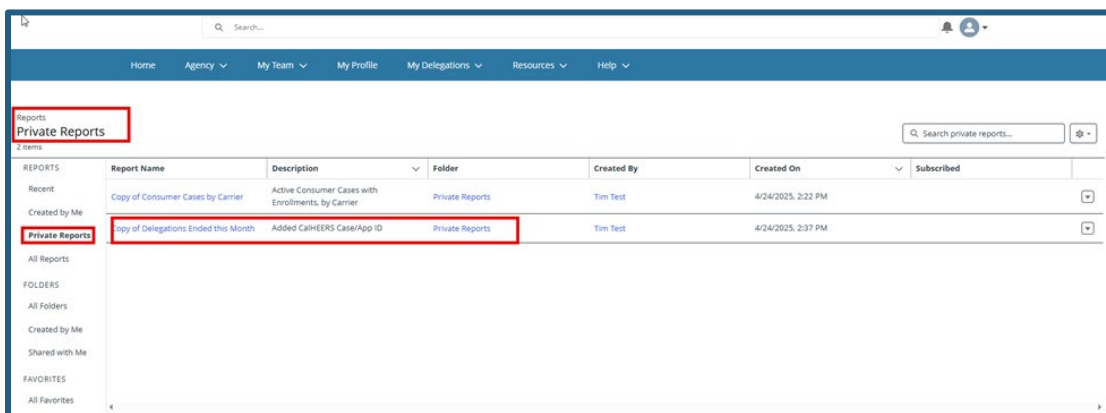 Search...
Home Agency My Team My Profile My Delegations Resources Help
Reports
Private Reports
2 items
Search private reports...
REPORTS Report Name Description Folder Created By Created On Subscribed
Recent
Copy of Consumer Cases by Carrier Active Consumer Cases with Enrollments, by Carrier Private Reports Tim Test 4/24/2025, 2:22 PM
Created by Me
Private Reports
Copy of Delegations Ended this Month Added CalHEERS Case/App ID Private Reports Tim Test 4/24/2025, 2:37 PM
All Reports
FOLDERS
All Folders
Created by Me
Shared with Me
FAVORITES
All Favorites